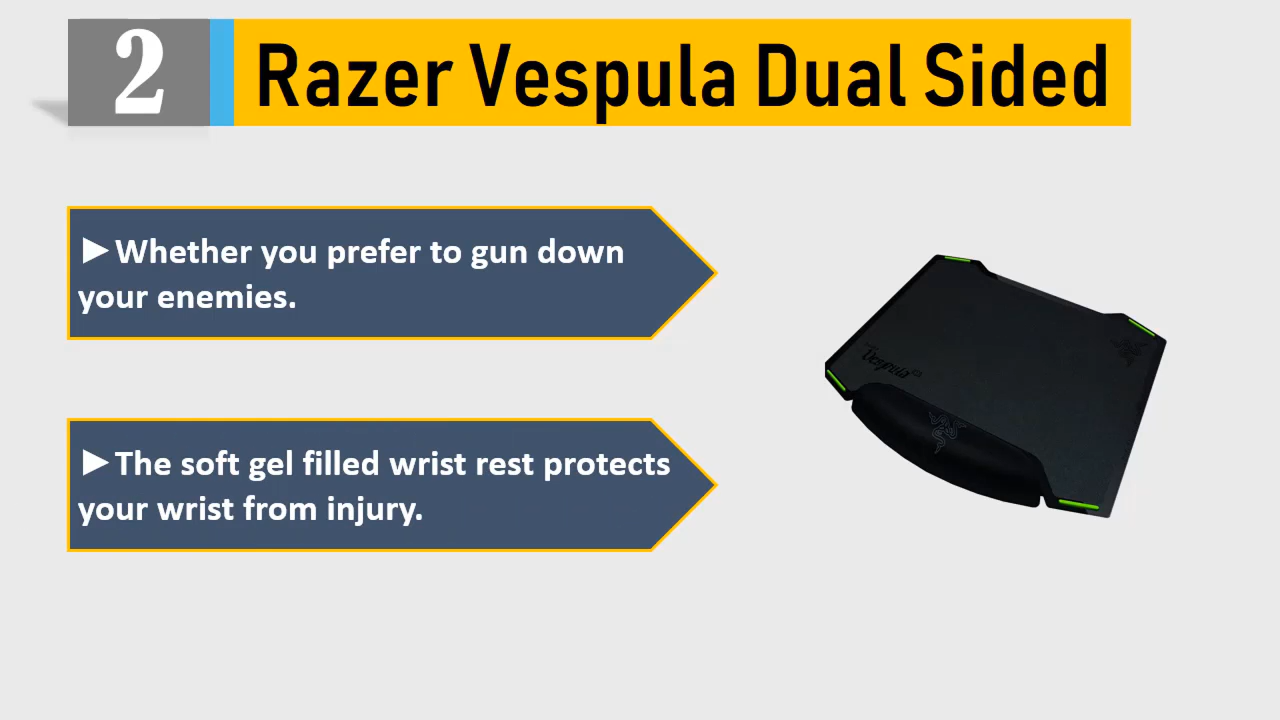 2
Razer Vespula Dual Sided
►Whether you prefer to gun down
your enemies.
►The soft gel filled wrist rest protects
your wrist from injury.
Vespula